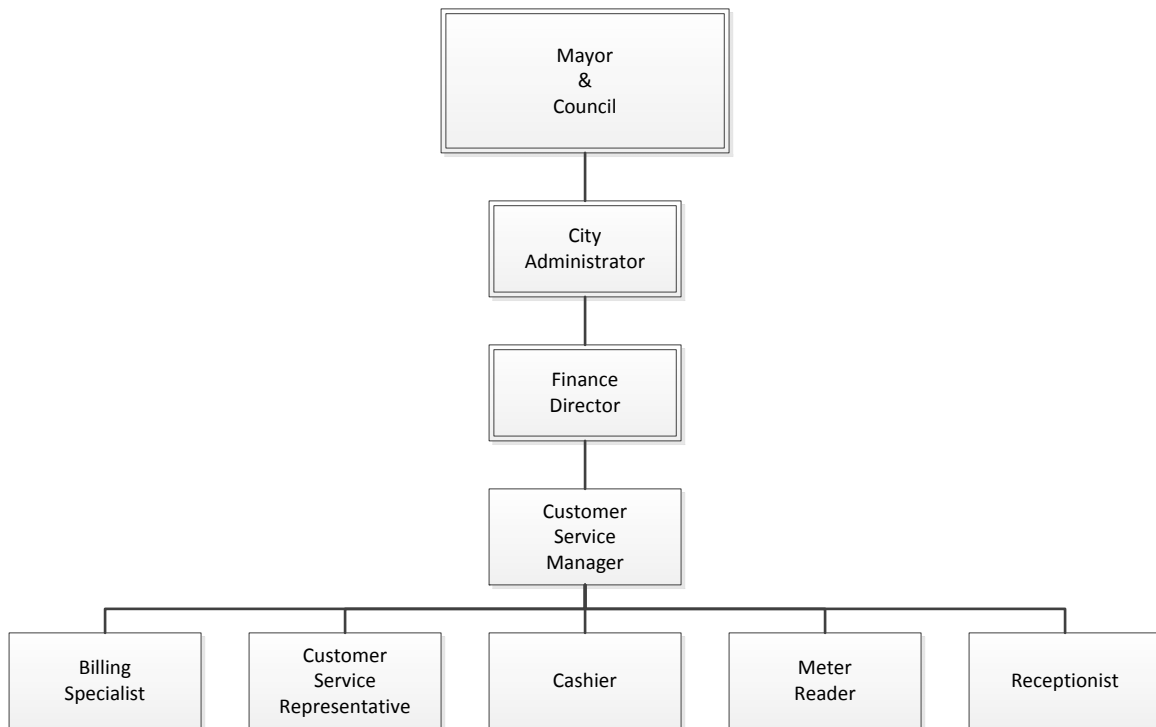 Mayor
&
Council
City
Administrator
Finance
Director
Customer
Service
Manager
Billing
Specialist
Customer
Service
Representative
Cashier
Meter
Reader
Receptionist